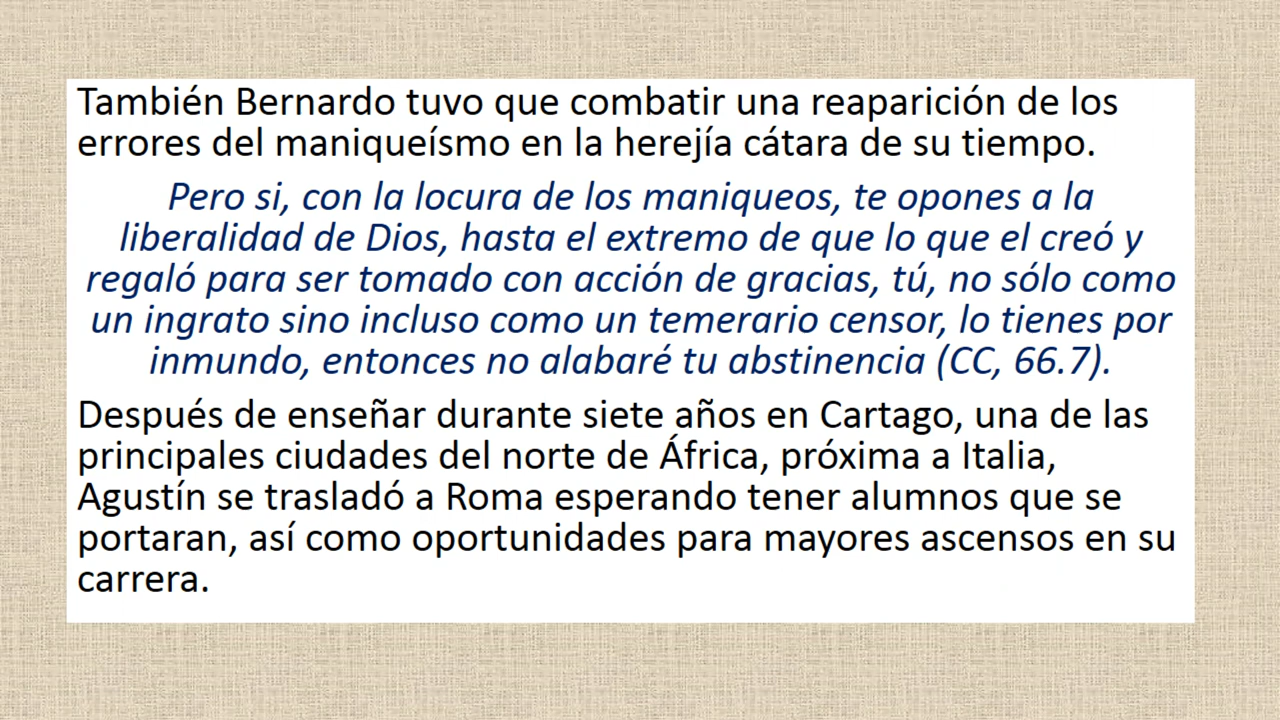 También Bernardo tuvo que combatir una reaparición de los
errores del maniqueísmo en la herejía cátara de su tiempo.
Pero si, con la locura de los maniqueos, te opones a la
liberalidad de Dios, hasta el extremo de que lo que el creó y
regaló para ser tomado con acción de gracias, tú, no sólo como
un ingrato sino incluso como un temerario censor, lo tienes por
inmundo, entonces no alabaré tu abstinencia (CC, 66.7).
Después de enseñar durante siete años en Cartago, una de las
principales ciudades del norte de África, próxima a Italia,
Agustín se trasladó a Roma esperando tener alumnos que se
portaran, así como oportunidades para mayores ascensos en su
carrera.